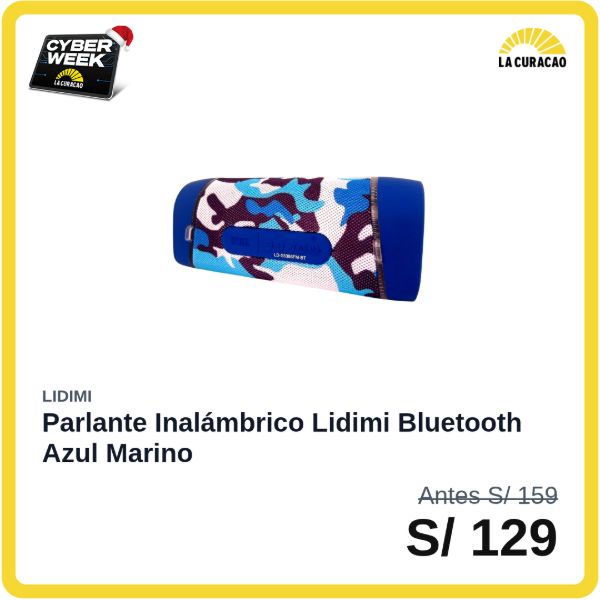 CYBER
WEEK
LA CURACAO
LA CURACAO
LIDIMI
Parlante Inalámbrico Lidimi Bluetooth
Azul Marino
Antes S/ 159
S/ 129